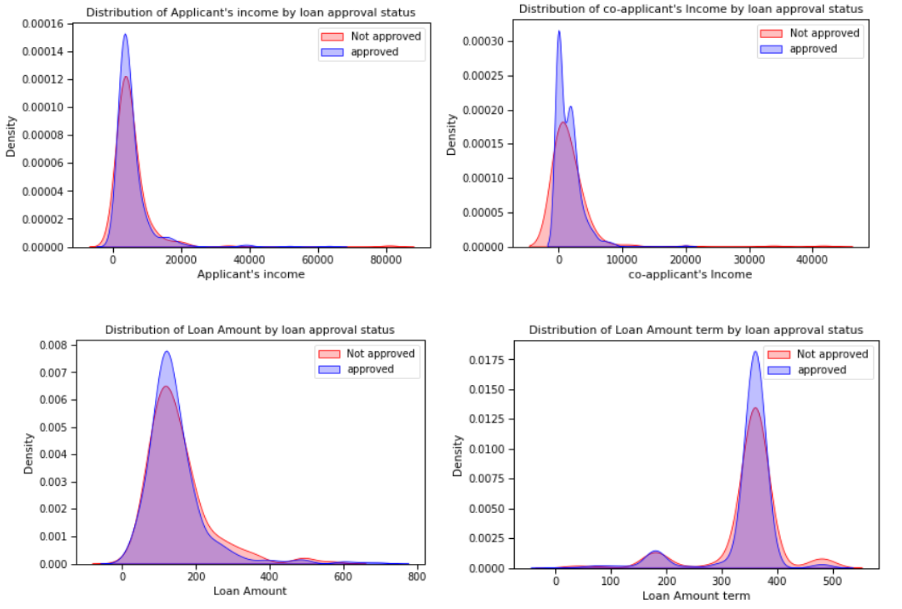 Distribution of Applicant's income by loan approval status
Density
0.00016
0.00014
0.00012
0.00010
0.00008
0.00006
0.00004
0.00002
0.00000
Not approved
approved
0 20000 40000 60000 80000
Applicant's income
Distribution of co-applicant's Income by loan approval status
Density
0.00030
0.00025
0.00020
0.00015
0.00010
0.00005
0.00000
Not approved
approved
0 10000 20000 30000 40000
co-applicant's Income
Distribution of Loan Amount by loan approval status
Density
0.008
0.007
0.006
0.005
0.004
0.003
0.002
0.001
0.000
Not approved
approved
0 200 400 600 800
Loan Amount
Distribution of Loan Amount term by loan approval status
Density
0.0175
0.0150
0.0125
0.0100
0.0075
0.0050
0.0025
0.0000
Not approved
approved
0 100 200 300 400 500
Loan Amount term